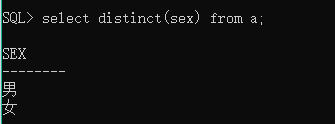 SQL> select distinct(sex) from a;
SEX
--------
男
女